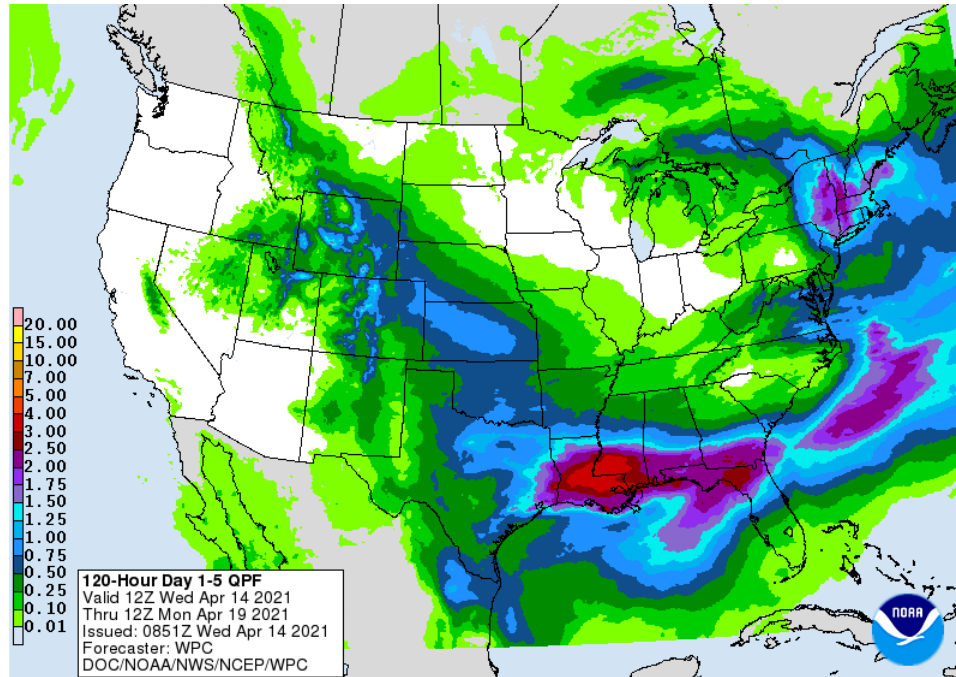 20.00
15.00
10.00
7.00
5.00
4.00
3.00
2.50
2.00
1.75
1.50
1.25
1.00
0.75
0.50
0.25
0.10
0.01
120-Hour Day 1-5 QPF
Valid 12Z Wed Apr 14 2021
Thru 12Z Mon Apr 19 2021
Issued: 0851Z Wed Apr 14 2021
Forecaster: WPC
DOC/NOAA/NWS/NCEP/WPC
NOAA